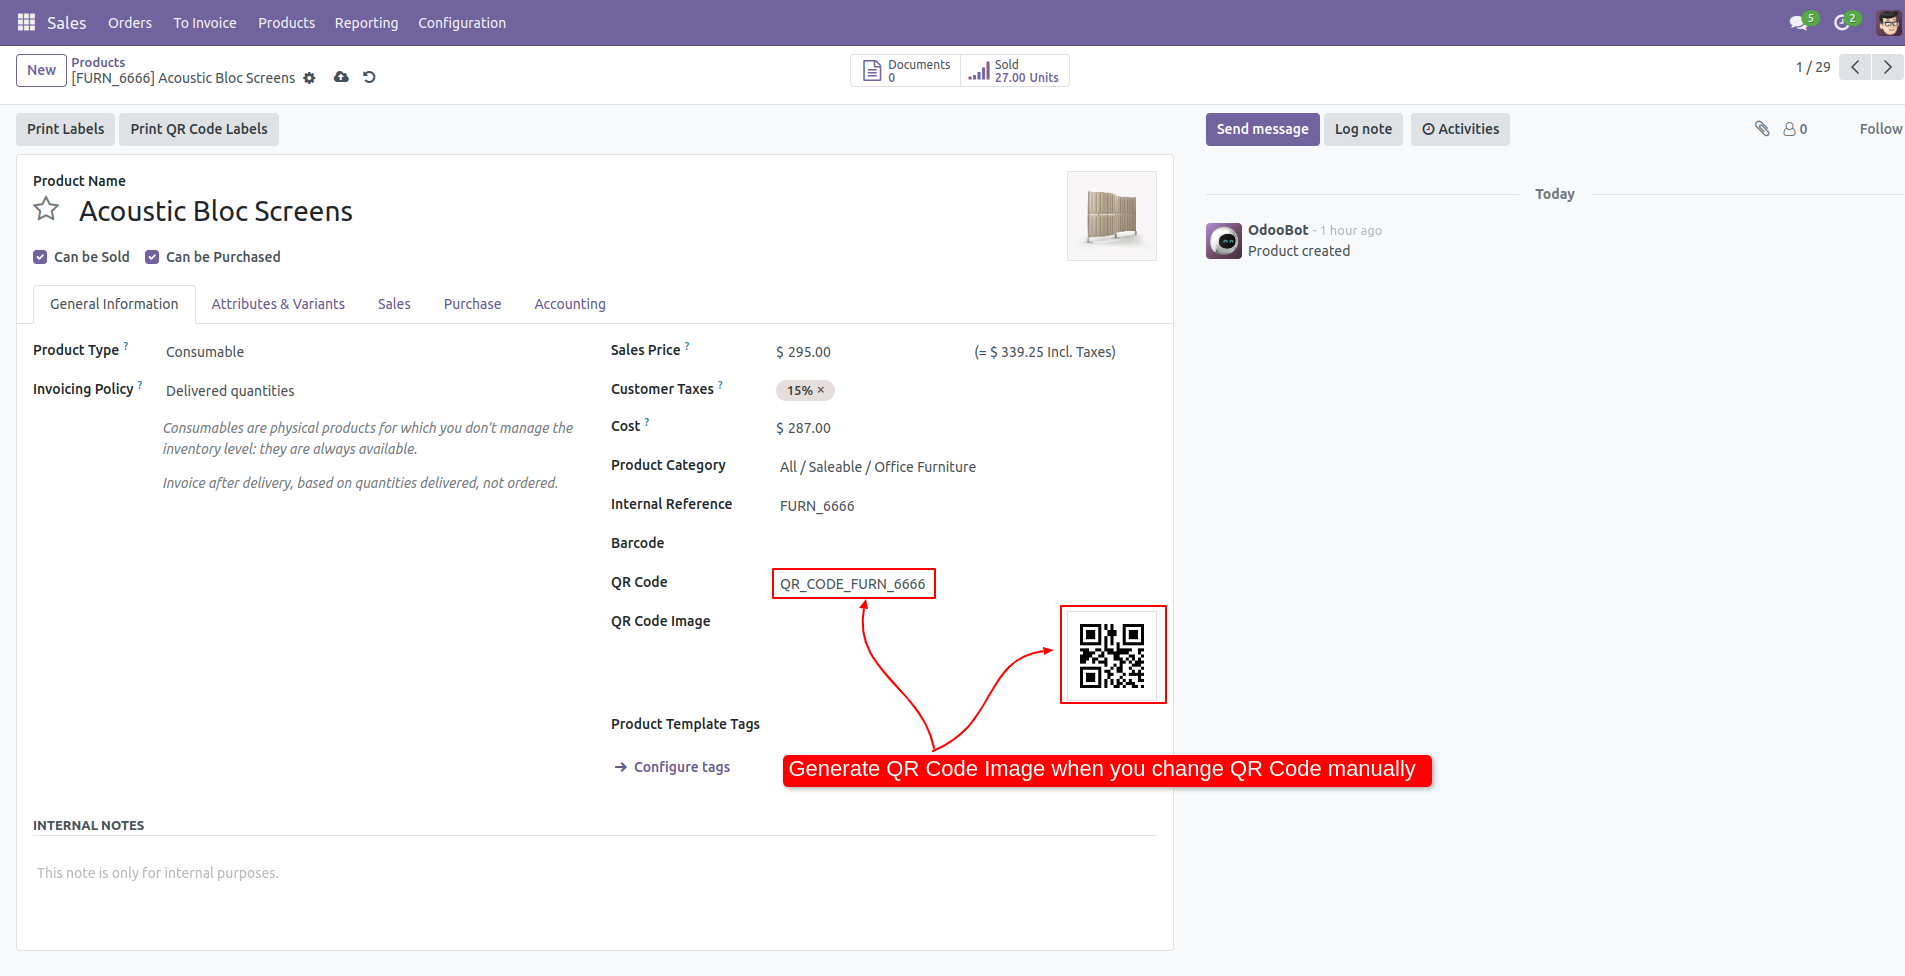 Sales Orders To Invoice Products Reporting Configuration 5 2
New Products Documents 0 Sold 27.00 Units 1 / 29
[FURN_6666] Acoustic Bloc Screens
Print Labels Print QR Code Labels Send message Log note Activities 0 Follow
Product Name
Acoustic Bloc Screens
Today
OdooBot - 1 hour ago
Product created
Can be Sold Can be Purchased
General Information Attributes & Variants Sales Purchase Accounting
Product Type ? Consumable
Invoicing Policy ? Delivered quantities
Consumables are physical products for which you don't manage the
inventory level: they are always available.
Invoice after delivery, based on quantities delivered, not ordered.
Sales Price ? $ 295.00 (= $ 339.25 Incl. Taxes)
Customer Taxes ? 15% ×
Cost ? $ 287.00
Product Category All / Saleable / Office Furniture
Internal Reference FURN_6666
Barcode
QR Code QR_CODE_FURN_6666
QR Code Image
Product Template Tags
Configure tags
Generate QR Code Image when you change QR Code manually
INTERNAL NOTES
This note is only for internal purposes.